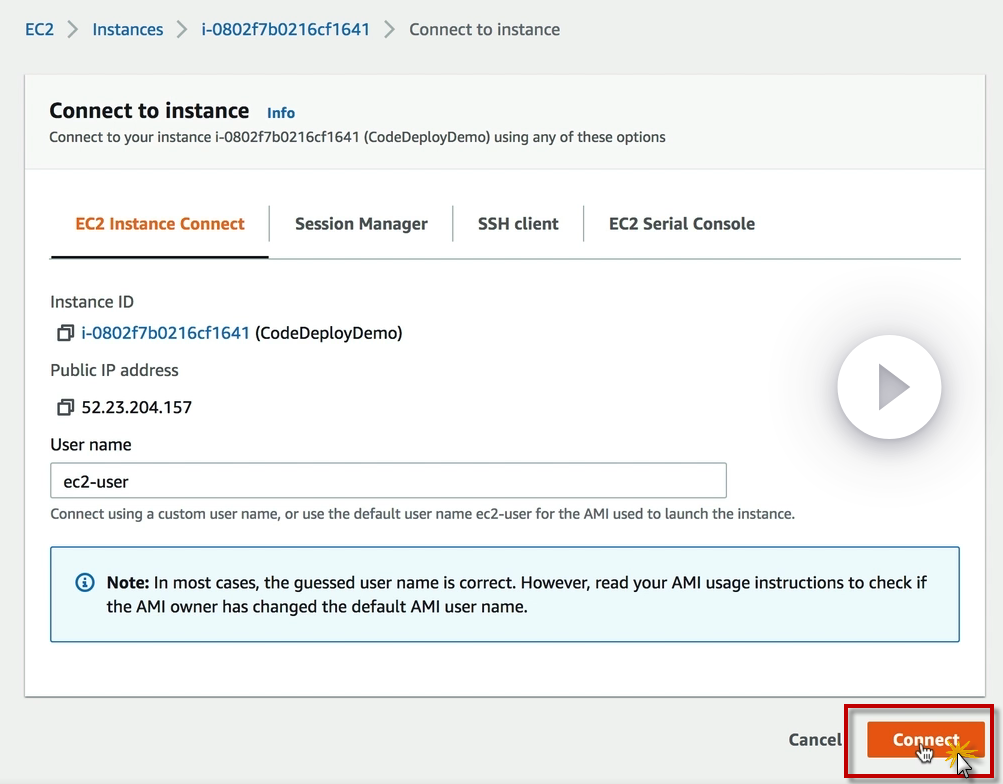 EC2 > Instances > i-0802f7b0216cf1641 > Connect to instance
Connect to instance Info
Connect to your instance i-0802f7b0216cf1641 (CodeDeployDemo) using any of these options
EC2 Instance Connect Session Manager SSH client EC2 Serial Console
Instance ID
i-0802f7b0216cf1641 (CodeDeployDemo)
Public IP address
52.23.204.157
User name
ec2-user
Connect using a custom user name, or use the default user name ec2-user for the AMI used to launch the instance.
Note: In most cases, the guessed user name is correct. However, read your AMI usage instructions to check if
the AMI owner has changed the default AMI user name.
Cancel Connect